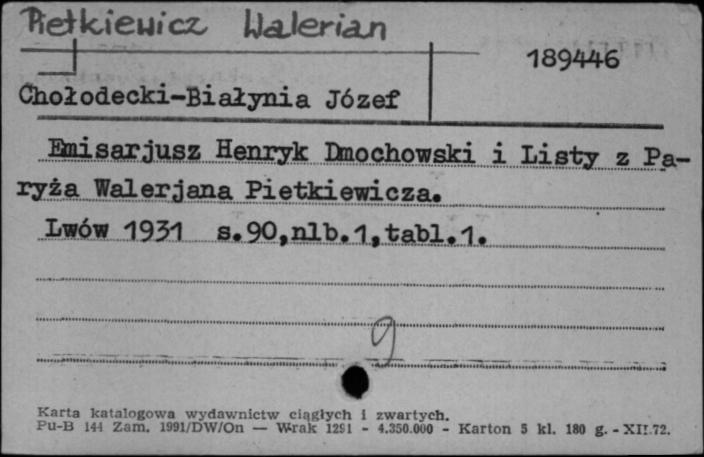 Pietkiewicz Walerian
189446
Chołodecki-Białynia Józef
Emisarjusz Henryk Dmochowski i Listy z Pa-
ryża Walerjana Pietkiewicza.
Lwów 1931 s.90,nlb.1,tabl.1.
g
Karta katalogowa wydawnictw ciągłych i zwartych.
Pu-B 144 Zam. 1991/DW/On — Wrak 1291 - 4.350.000 - Karton 5 kl. 180 g. - XII.72.